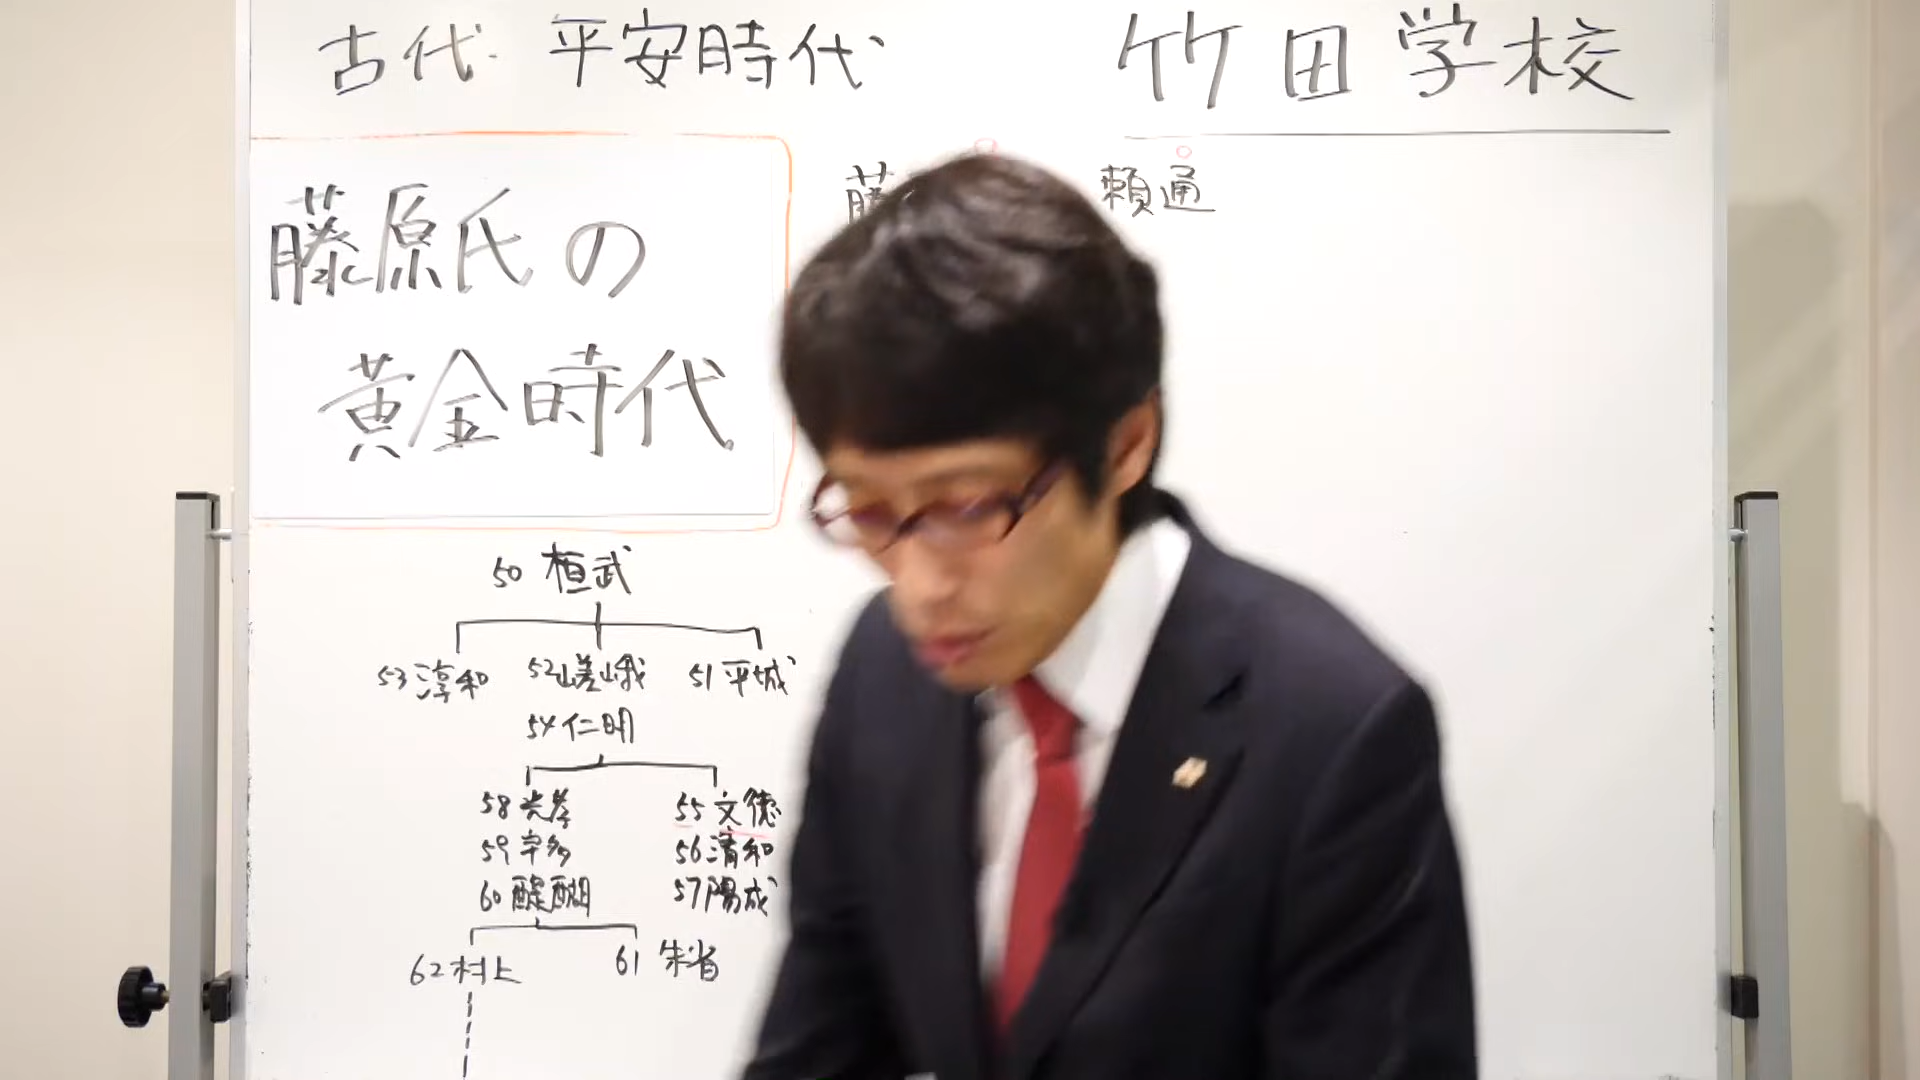 古代・平安時代
竹田学校
藤原氏の
黄金時代
藤
頼通
50 桓武
53 淳和 52 嵯峨 51 平城
54 仁明
58 光孝 55 文徳
59 宇多 56 清和
60 醍醐 57 陽成
62 村上 61 朱雀